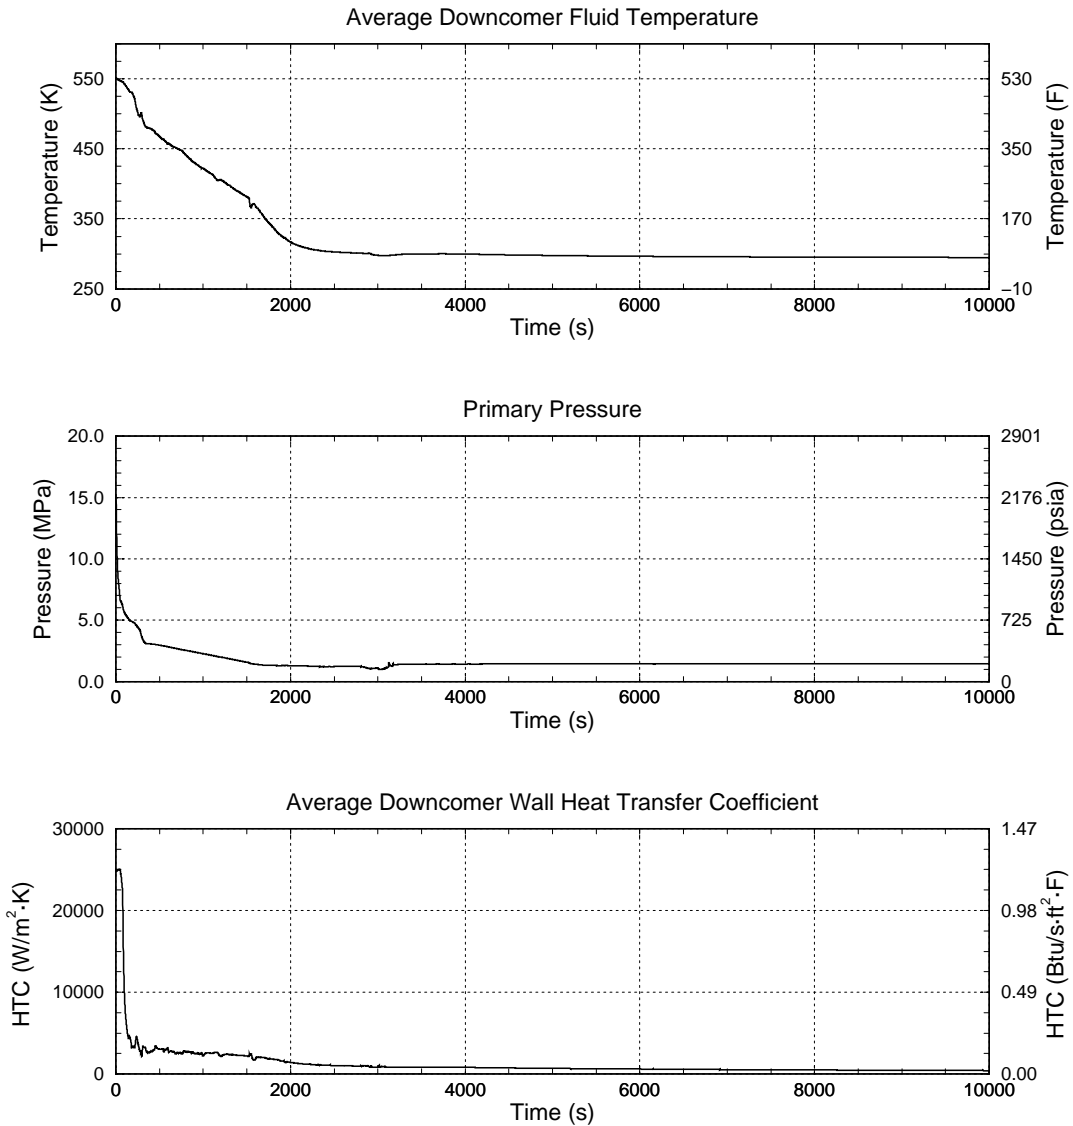 Average Downcomer Fluid Temperature
550 530
450 350
350 170
250 −10
Temperature (K)
Temperature (F)
0 2000 4000 6000 8000 10000
Time (s)
Primary Pressure
20.0 2901
15.0 2176
10.0 1450
5.0 725
0.0 0
Pressure (MPa)
Pressure (psia)
0 2000 4000 6000 8000 10000
Time (s)
Average Downcomer Wall Heat Transfer Coefficient
30000 1.47
20000 0.98
10000 0.49
0 0.00
HTC (W/m²·K)
HTC (Btu/s·ft²·F)
0 2000 4000 6000 8000 10000
Time (s)